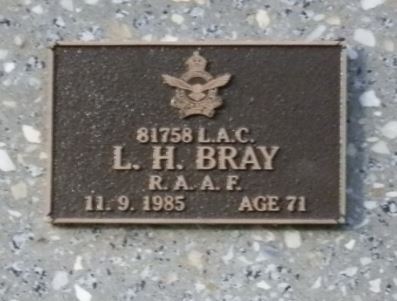 81758 L.A.C.
L. H. BRAY
R. A. A. F.
11. 9. 1985 AGE 71